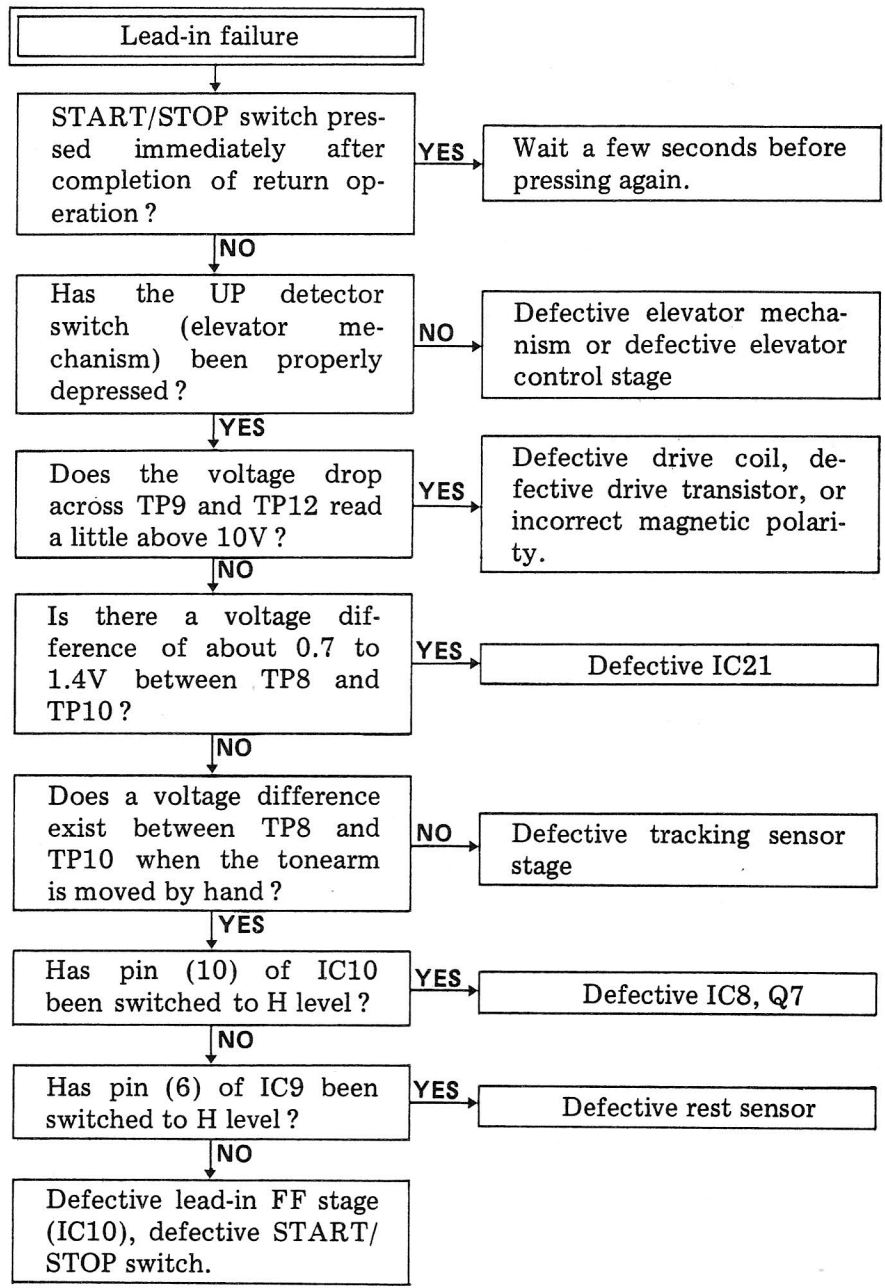 Lead-in failure
START/STOP switch pres-
sed immediately after
completion of return op-
eration?
YES
Wait a few seconds before
pressing again.
NO
Has the UP detector
switch (elevator me-
chanism) been properly
depressed?
NO
Defective elevator mecha-
nism or defective elevator
control stage
YES
Does the voltage drop
across TP9 and TP12 read
a little above 10V?
YES
Defective drive coil, de-
fective drive transistor, or
incorrect magnetic polari-
ty.
NO
Is there a voltage dif-
ference of about 0.7 to
1.4V between TP8 and
TP10?
YES
Defective IC21
NO
Does a voltage difference
exist between TP8 and
TP10 when the tonearm
is moved by hand?
NO
Defective tracking sensor
stage
YES
Has pin (10) of IC10
been switched to H level?
YES
Defective IC8, Q7
NO
Has pin (6) of IC9 been
switched to H level?
YES
Defective rest sensor
NO
Defective lead-in FF stage
(IC10), defective START/
STOP switch.